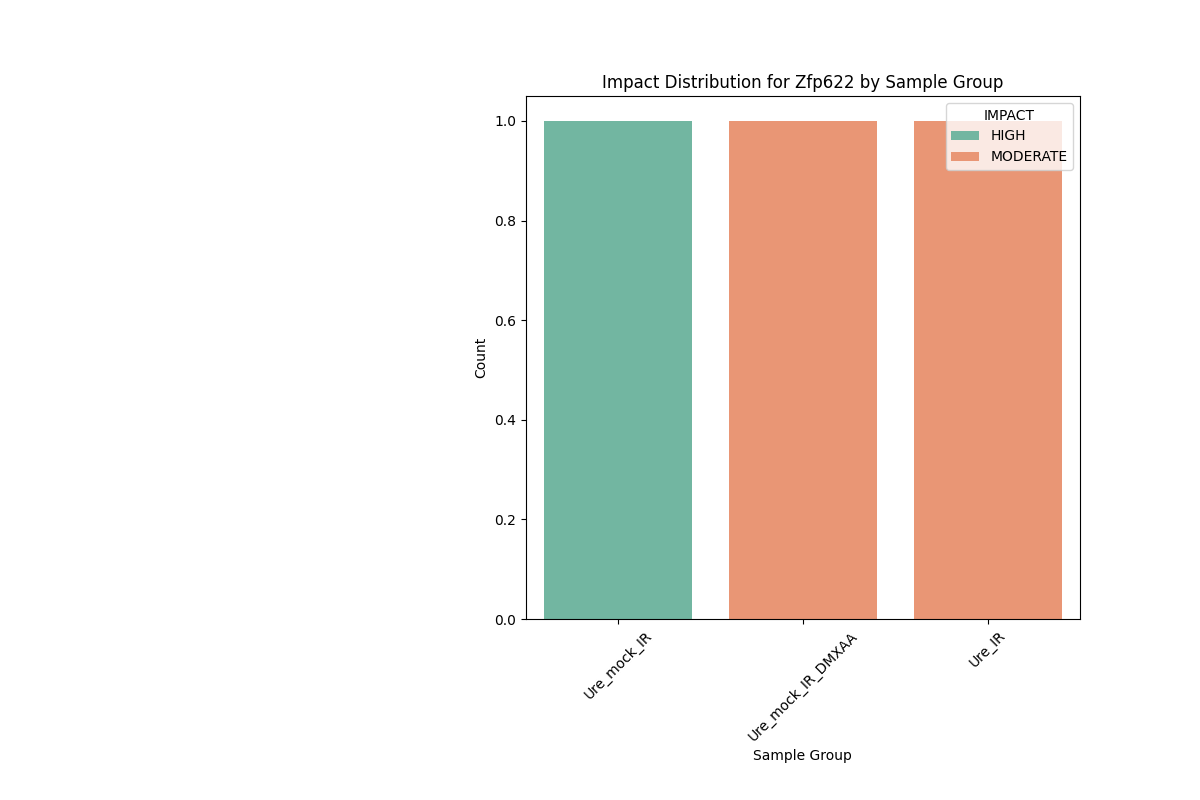 Impact Distribution for Zfp622 by Sample Group
IMPACT
HIGH
MODERATE
1.0
0.8
0.6
0.4
0.2
0.0
Count
Ure_mock_IR
Ure_mock_IR_DMXAA
Ure_IR
Sample Group